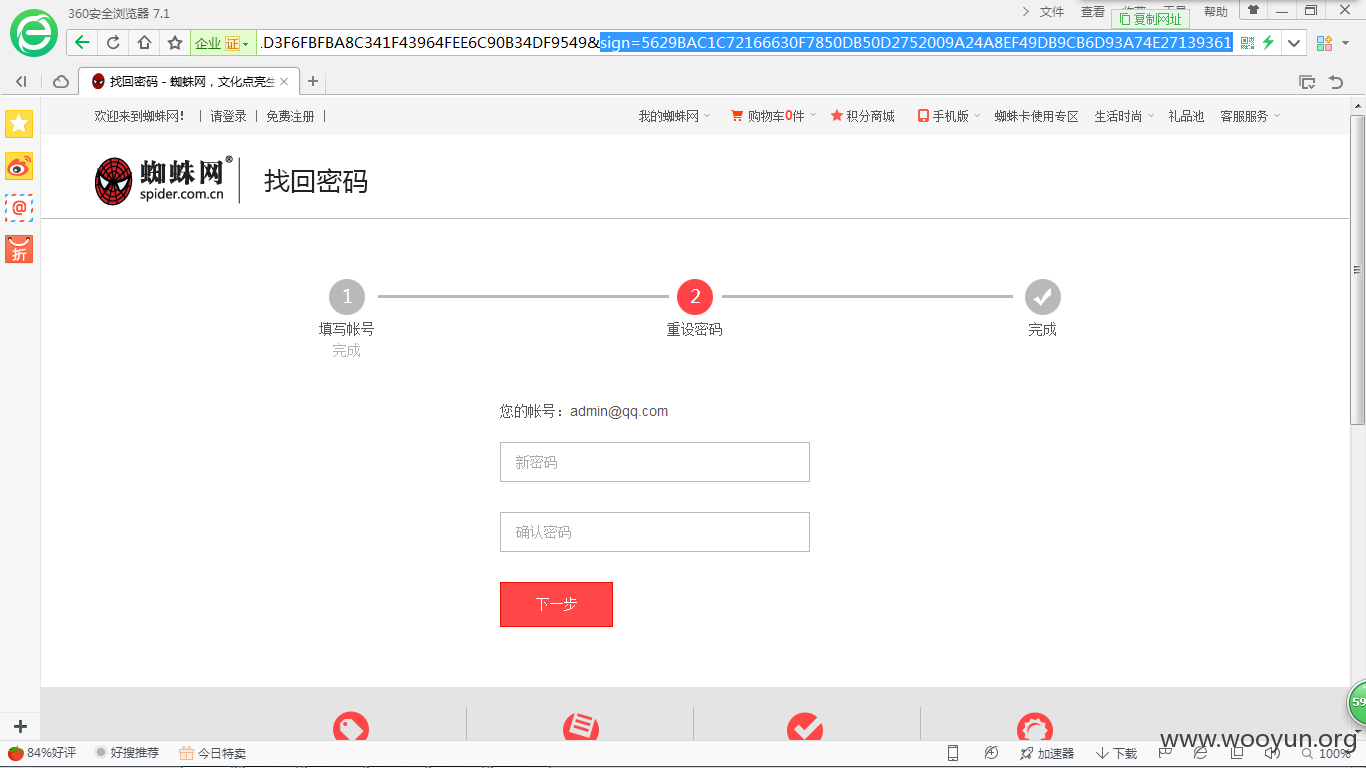 360安全浏览器 7.1
文件 查看 帮助
复制网址
企业 证 .D3F6FBFBA8C341F43964FEE6C90B34DF9549&sign=5629BAC1C72166630F7850DB50D2752009A24A8EF49DB9CB6D93A74E27139361
找回密码 - 蜘蛛网，文化点亮生
欢迎来到蜘蛛网！ | 请登录 | 免费注册 |
我的蜘蛛网 购物车0件 积分商城 手机版 蜘蛛卡使用专区 生活时尚 礼品池 客服服务
@
折
蜘蛛网®
spider.com.cn
找回密码
1 2
填写帐号 重设密码 完成
完成
您的帐号：admin@qq.com
新密码
确认密码
下一步
59
84%好评 好搜推荐 今日特卖
加速器 下载 100%
www.wooyun.org